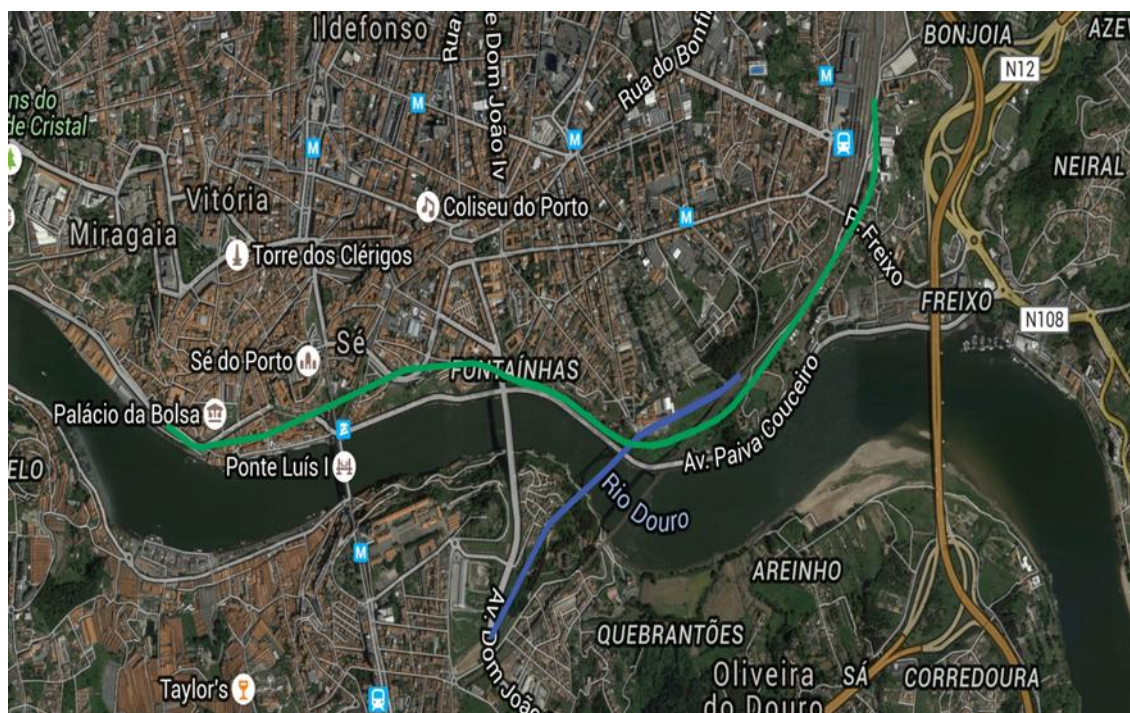 Ildefonso
Rua
e Dom João Iv
Rua do Bonfi
M
BONJOIA
AZEV
N12
M
M
M
M
ns do
de Cristal
NEIRAL
Vitória
Coliseu do Porto
M
Miragaia
Torre dos Clérigos
R. Freixo
FREIXO
N108
Sé do Porto
Sé
FONTAÍNHAS
Palácio da Bolsa
Av. Paiva Couceiro
ELO
Ponte Luís I
Rio Douro
M
AREINHO
Av. Dom João
QUEBRANTÕES
Oliveira
do Douro
SÁ
CORREDOURA
Taylor's